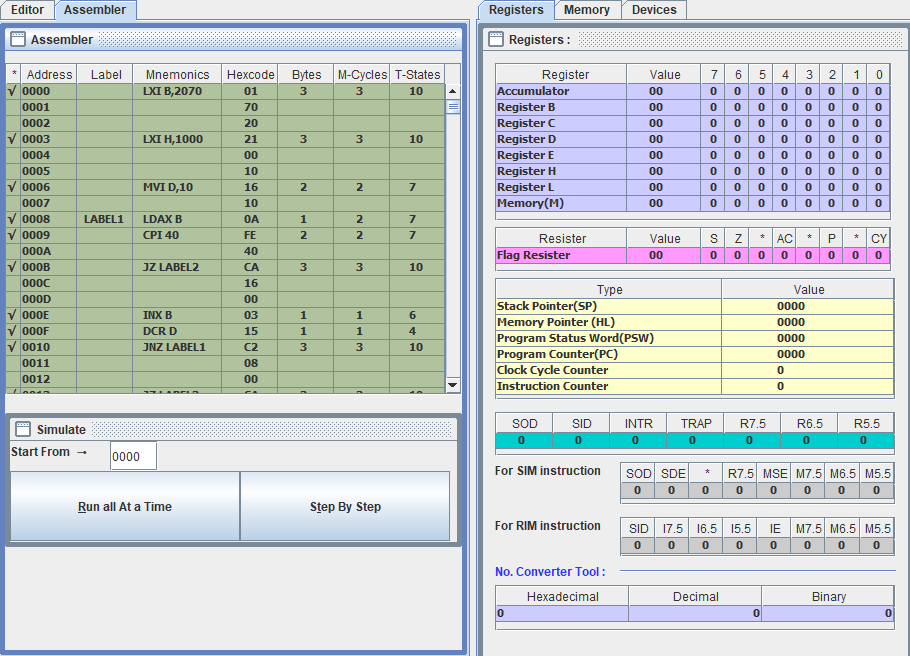 Editor Assembler
Assembler
* Address Label Mnemonics Hexcode Bytes M-Cycles T-States
√ 0000 LXI B,2070 01 3 3 10
0001 70
0002 20
√ 0003 LXI H,1000 21 3 3 10
0004 00
0005 10
√ 0006 MVI D,10 16 2 2 7
0007 10
√ 0008 LABEL1 LDAX B 0A 1 2 7
√ 0009 CPI 40 FE 2 2 7
000A 40
√ 000B JZ LABEL2 CA 3 3 10
000C 16
000D 00
√ 000E INX B 03 1 1 6
√ 000F DCR D 15 1 1 4
√ 0010 JNZ LABEL1 C2 3 3 10
0011 08
0012 00
Simulate
Start From → 0000
Run all At a Time Step By Step
Registers Memory Devices
Registers :
Register Value 7 6 5 4 3 2 1 0
Accumulator 00 0 0 0 0 0 0 0 0
Register B 00 0 0 0 0 0 0 0 0
Register C 00 0 0 0 0 0 0 0 0
Register D 00 0 0 0 0 0 0 0 0
Register E 00 0 0 0 0 0 0 0 0
Register H 00 0 0 0 0 0 0 0 0
Register L 00 0 0 0 0 0 0 0 0
Memory(M) 00 0 0 0 0 0 0 0 0
Resister Value S Z * AC * P * CY
Flag Resister 00 0 0 0 0 0 0 0 0
Type Value
Stack Pointer(SP) 0000
Memory Pointer (HL) 0000
Program Status Word(PSW) 0000
Program Counter(PC) 0000
Clock Cycle Counter 0
Instruction Counter 0
SOD SID INTR TRAP R7.5 R6.5 R5.5
0 0 0 0 0 0 0
For SIM instruction SOD SDE * R7.5 MSE M7.5 M6.5 M5.5
0 0 0 0 0 0 0 0
For RIM instruction SID I7.5 I6.5 I5.5 IE M7.5 M6.5 M5.5
0 0 0 0 0 0 0 0
No. Converter Tool :
Hexadecimal Decimal Binary
0 0 0